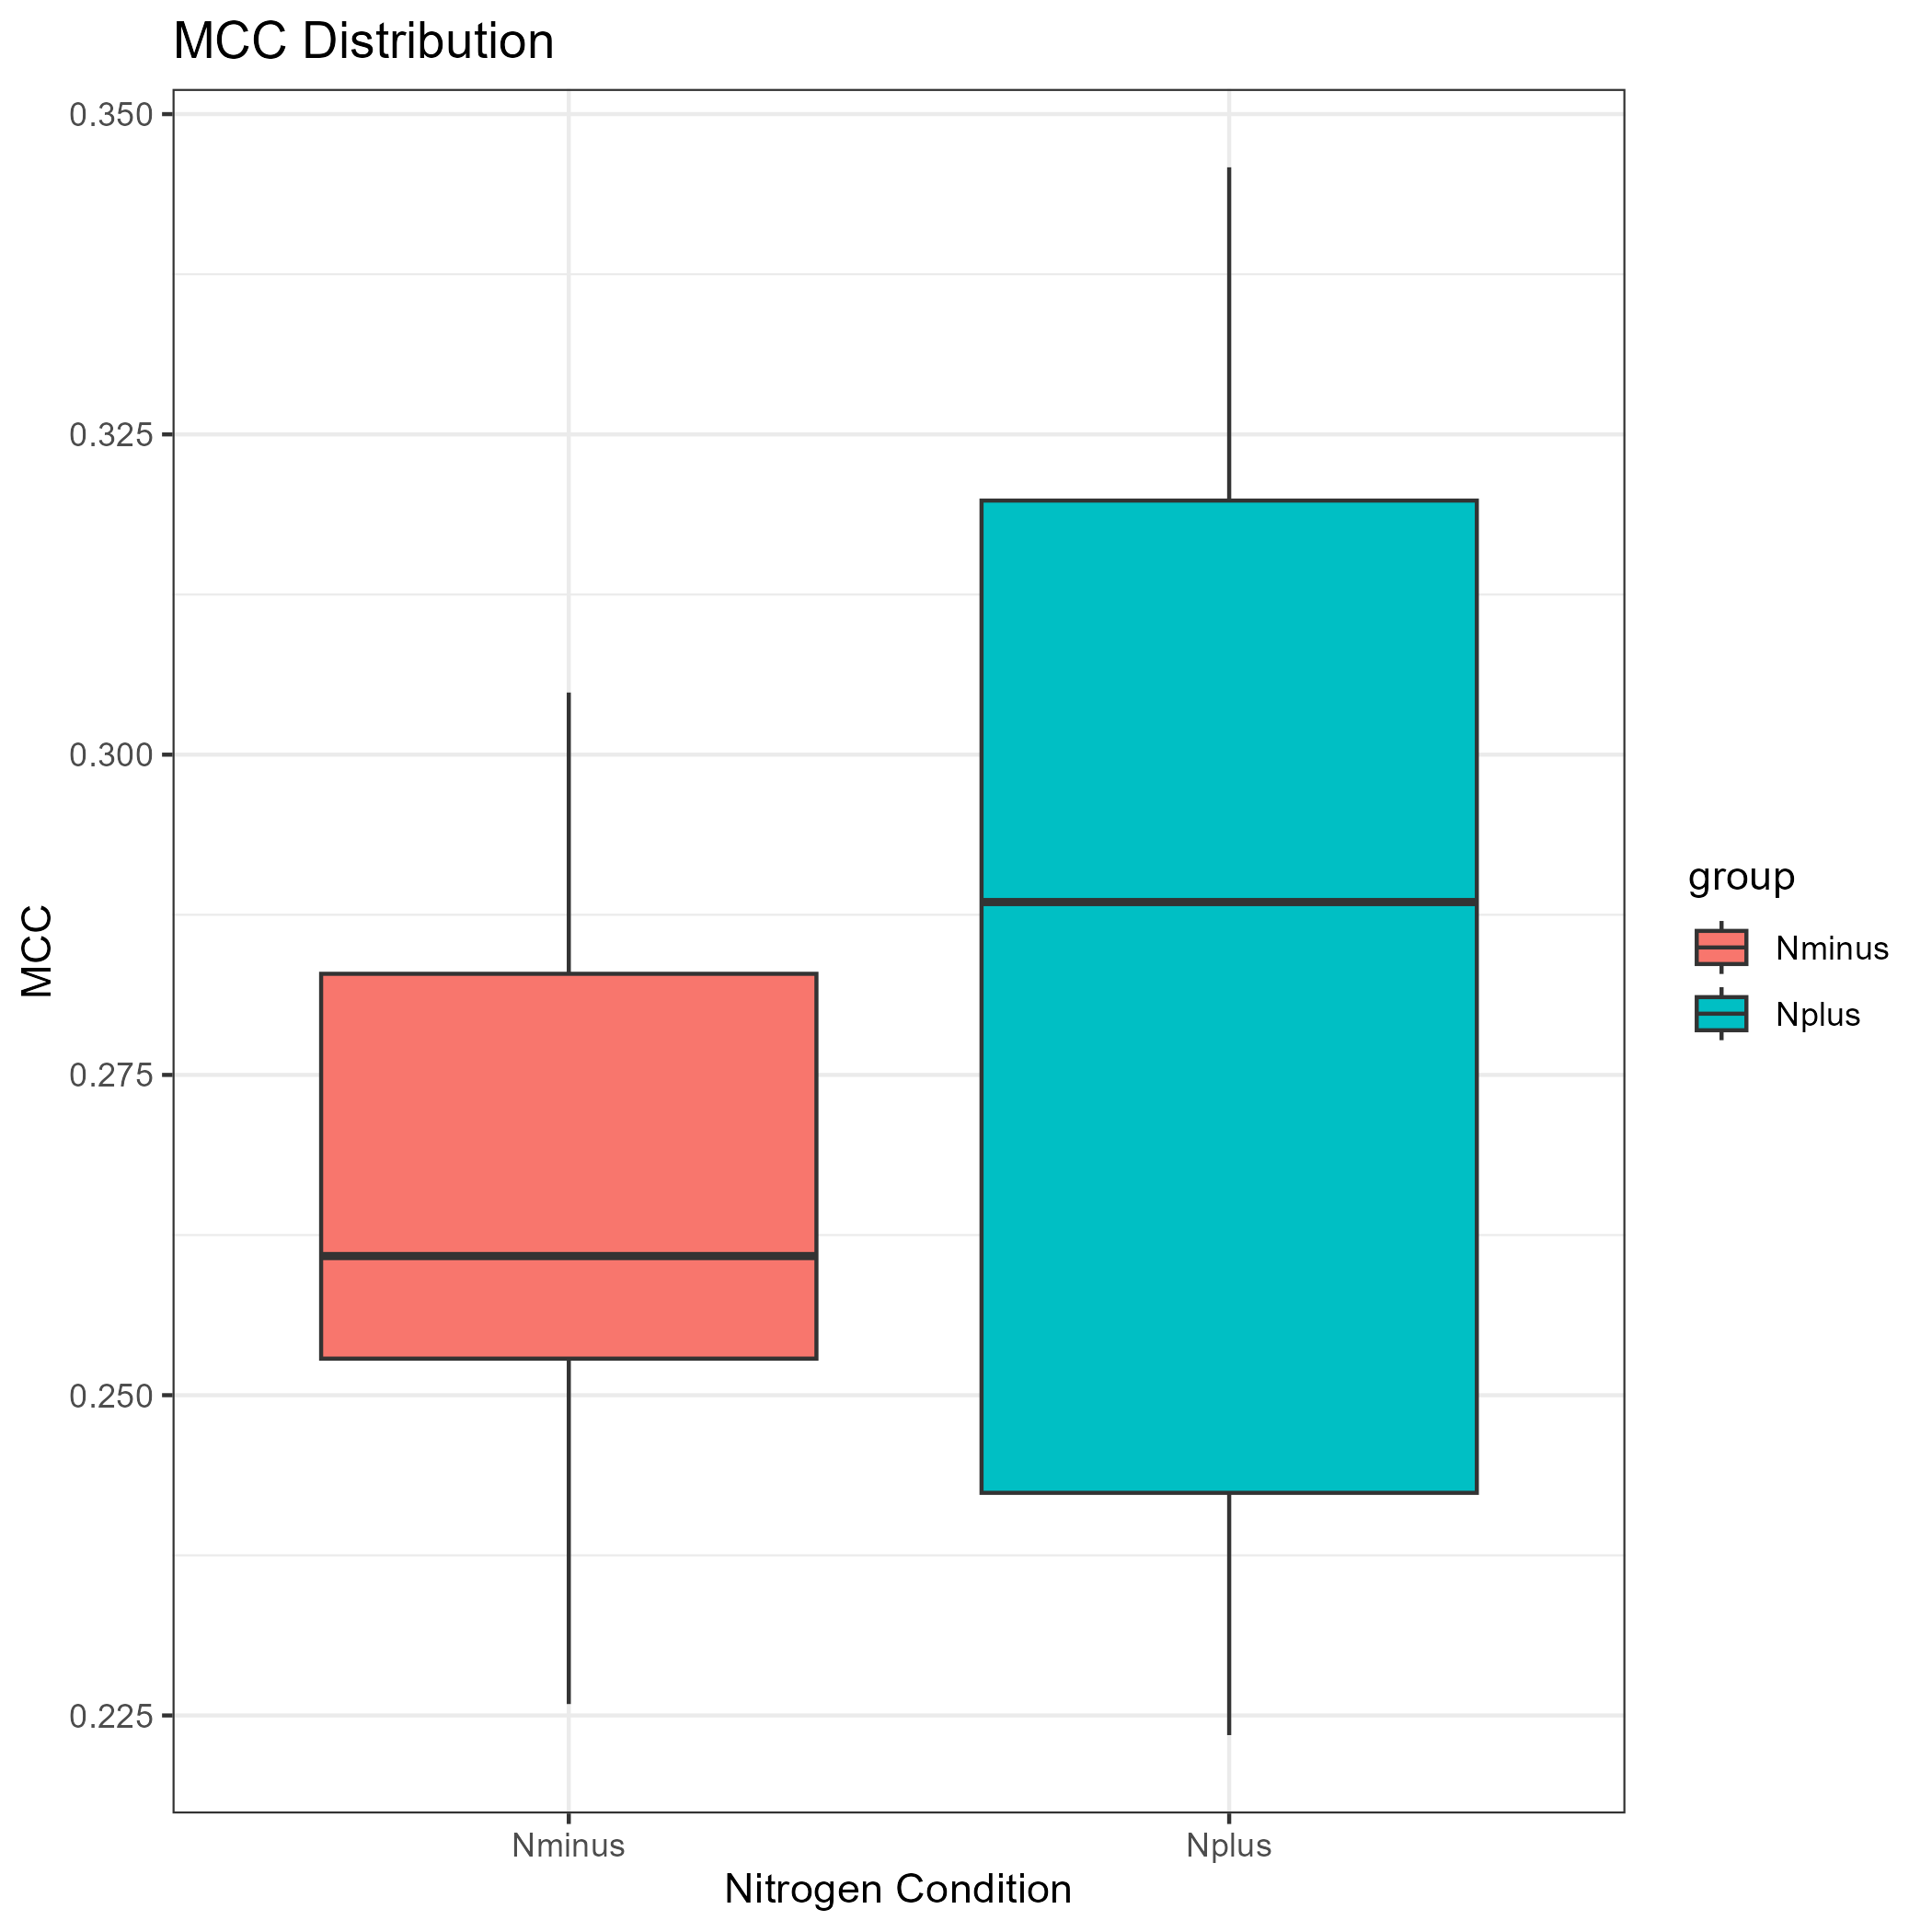 MCC Distribution
0.350
0.325
0.300
0.275
0.250
0.225
MCC
Nminus
Nplus
Nitrogen Condition
group
Nminus
Nplus